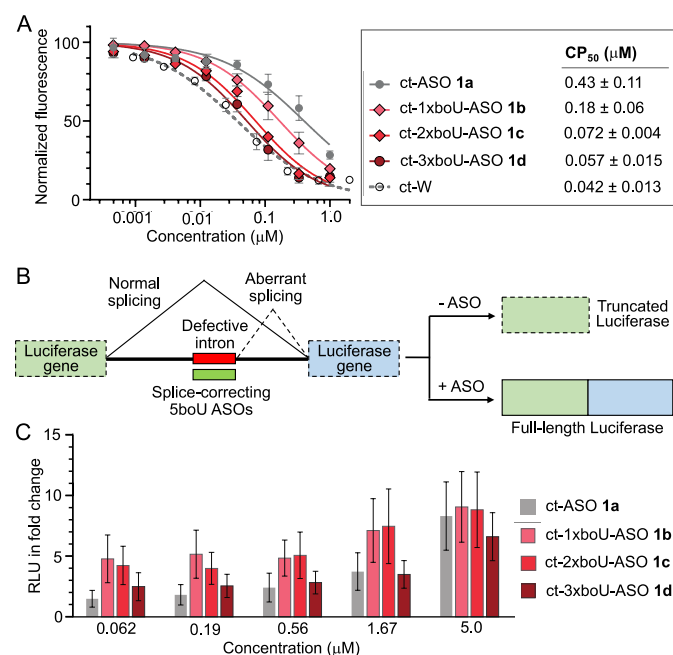 A
Normalized fluorescence
100
50
0
0.001
0.01
0.1
1.0
Concentration (μM)
CP50 (μM)
ct-ASO 1a 0.43 ± 0.11
ct-1xboU-ASO 1b 0.18 ± 0.06
ct-2xboU-ASO 1c 0.072 ± 0.004
ct-3xboU-ASO 1d 0.057 ± 0.015
ct-W 0.042 ± 0.013
B
Normal
splicing
Aberrant
splicing
Defective
intron
Luciferase
gene
Luciferase
gene
Splice-correcting
5boU ASOs
- ASO
Truncated
Luciferase
+ ASO
Full-length Luciferase
C
RLU in fold change
15
10
5
0
0.062
0.19
0.56
1.67
5.0
Concentration (μM)
ct-ASO 1a
ct-1xboU-ASO 1b
ct-2xboU-ASO 1c
ct-3xboU-ASO 1d